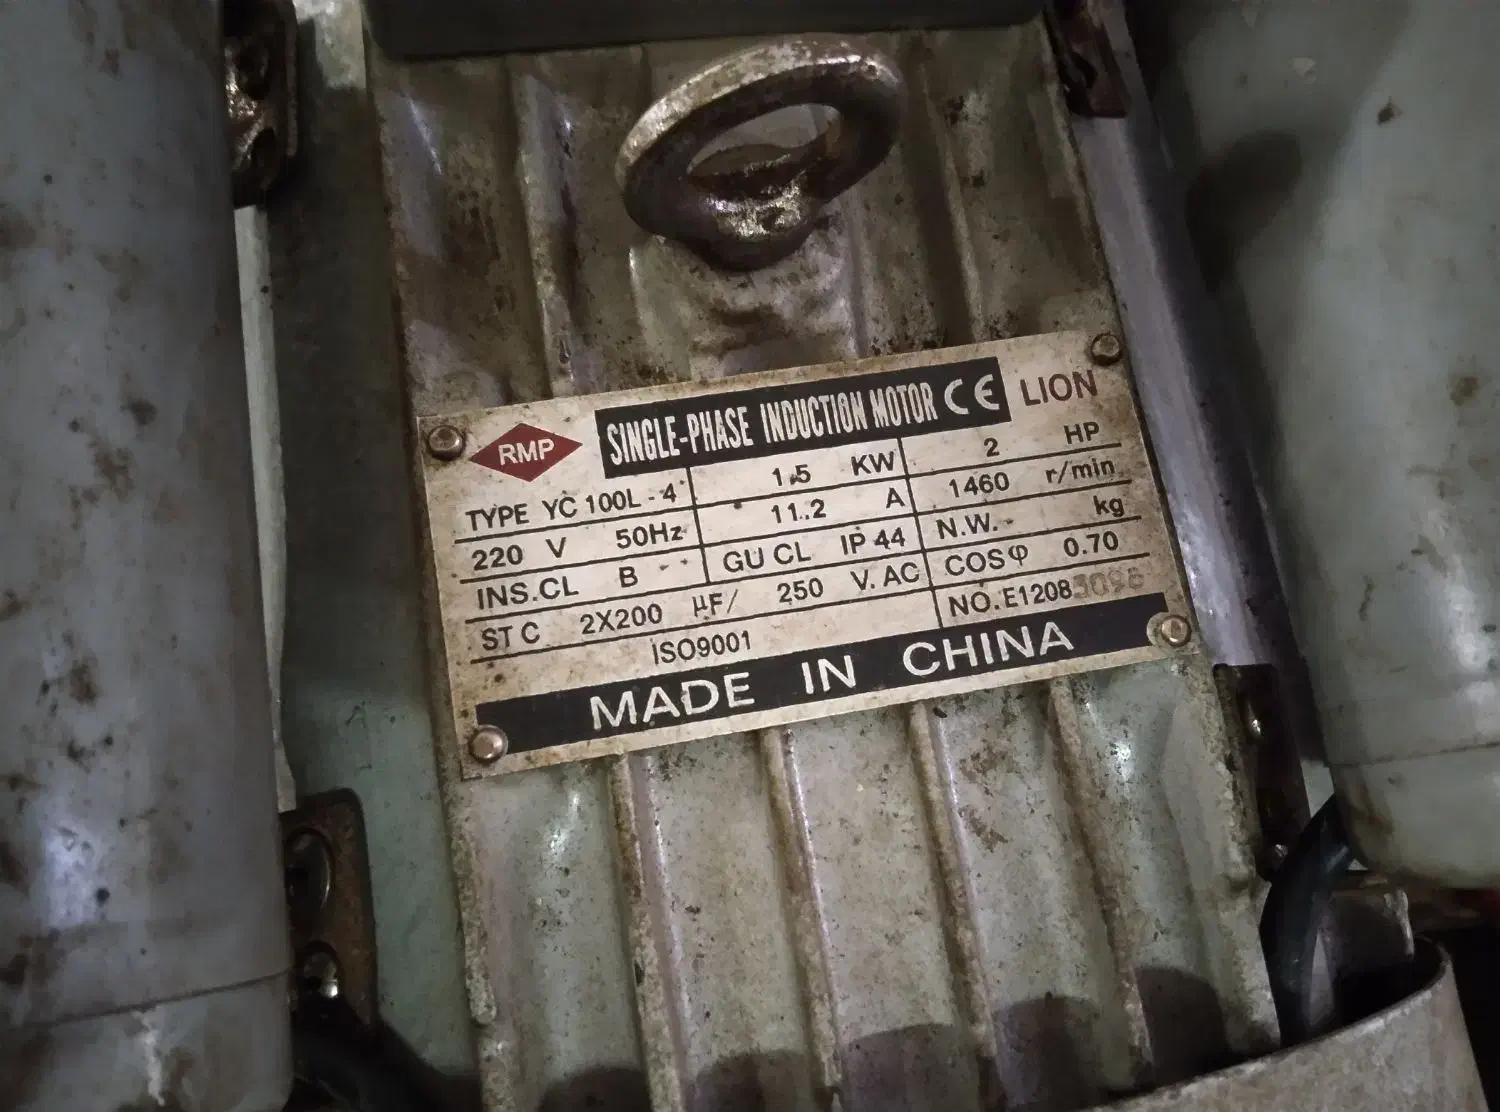 RMP SINGLE-PHASE INDUCTION MOTOR CE LION
TYPE YC 100L-4 1.5 KW 2 HP
220 V 50Hz 11.2 A 1460 r/min
INS.CL B GU CL IP 44 N.W. kg
ST C 2X200 µF/ 250 V.AC COSφ 0.70
ISO9001 NO.
MADE IN CHINA